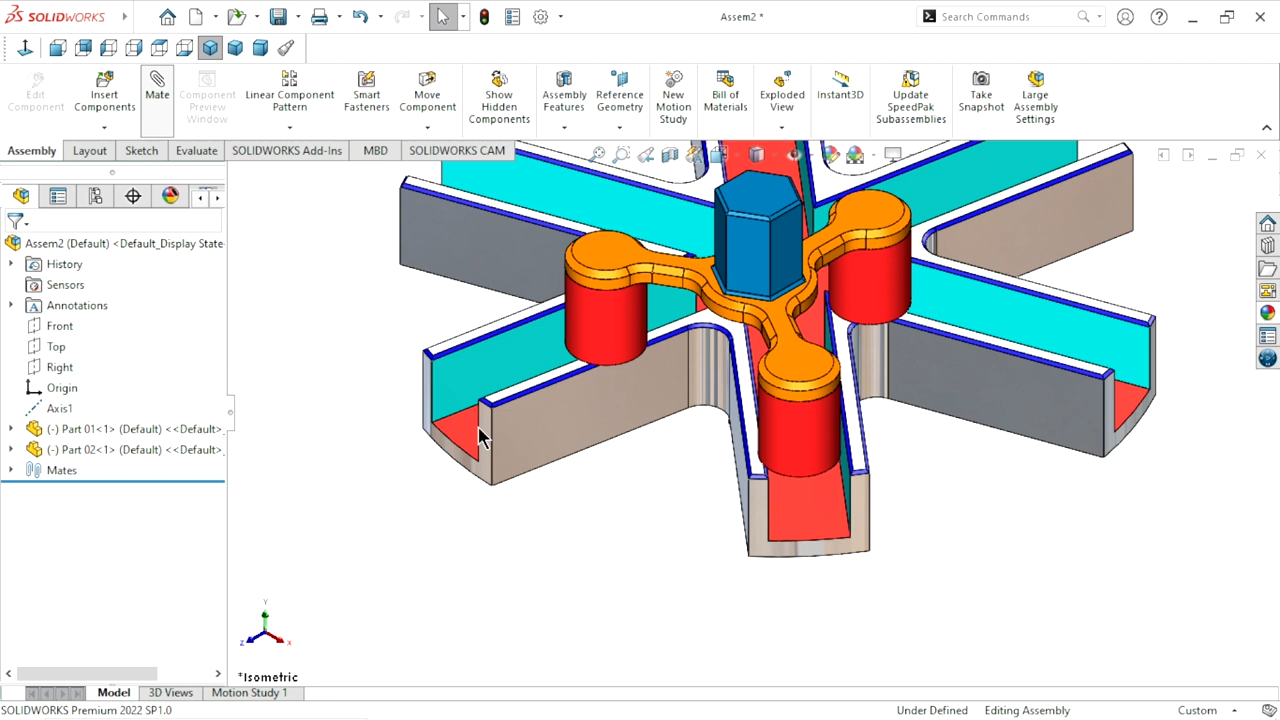 SOLIDWORKS
Assem2 *
Search Commands
Edit Component
Insert Components
Mate
Component Preview Window
Linear Component Pattern
Smart Fasteners
Move Component
Show Hidden Components
Assembly Features
Reference Geometry
New Motion Study
Bill of Materials
Exploded View
Instant3D
Update SpeedPak Subassemblies
Take Snapshot
Large Assembly Settings
Assembly Layout Sketch Evaluate SOLIDWORKS Add-Ins MBD SOLIDWORKS CAM
Assem2 (Default) <Default_Display State
History
Sensors
Annotations
Front
Top
Right
Origin
Axis1
(-) Part 01<1> (Default) <<Default>
(-) Part 02<1> (Default) <<Default>
Mates
Y
Z
X
*Isometric
Model 3D Views Motion Study 1
SOLIDWORKS Premium 2022 SP1.0
Under Defined Editing Assembly Custom